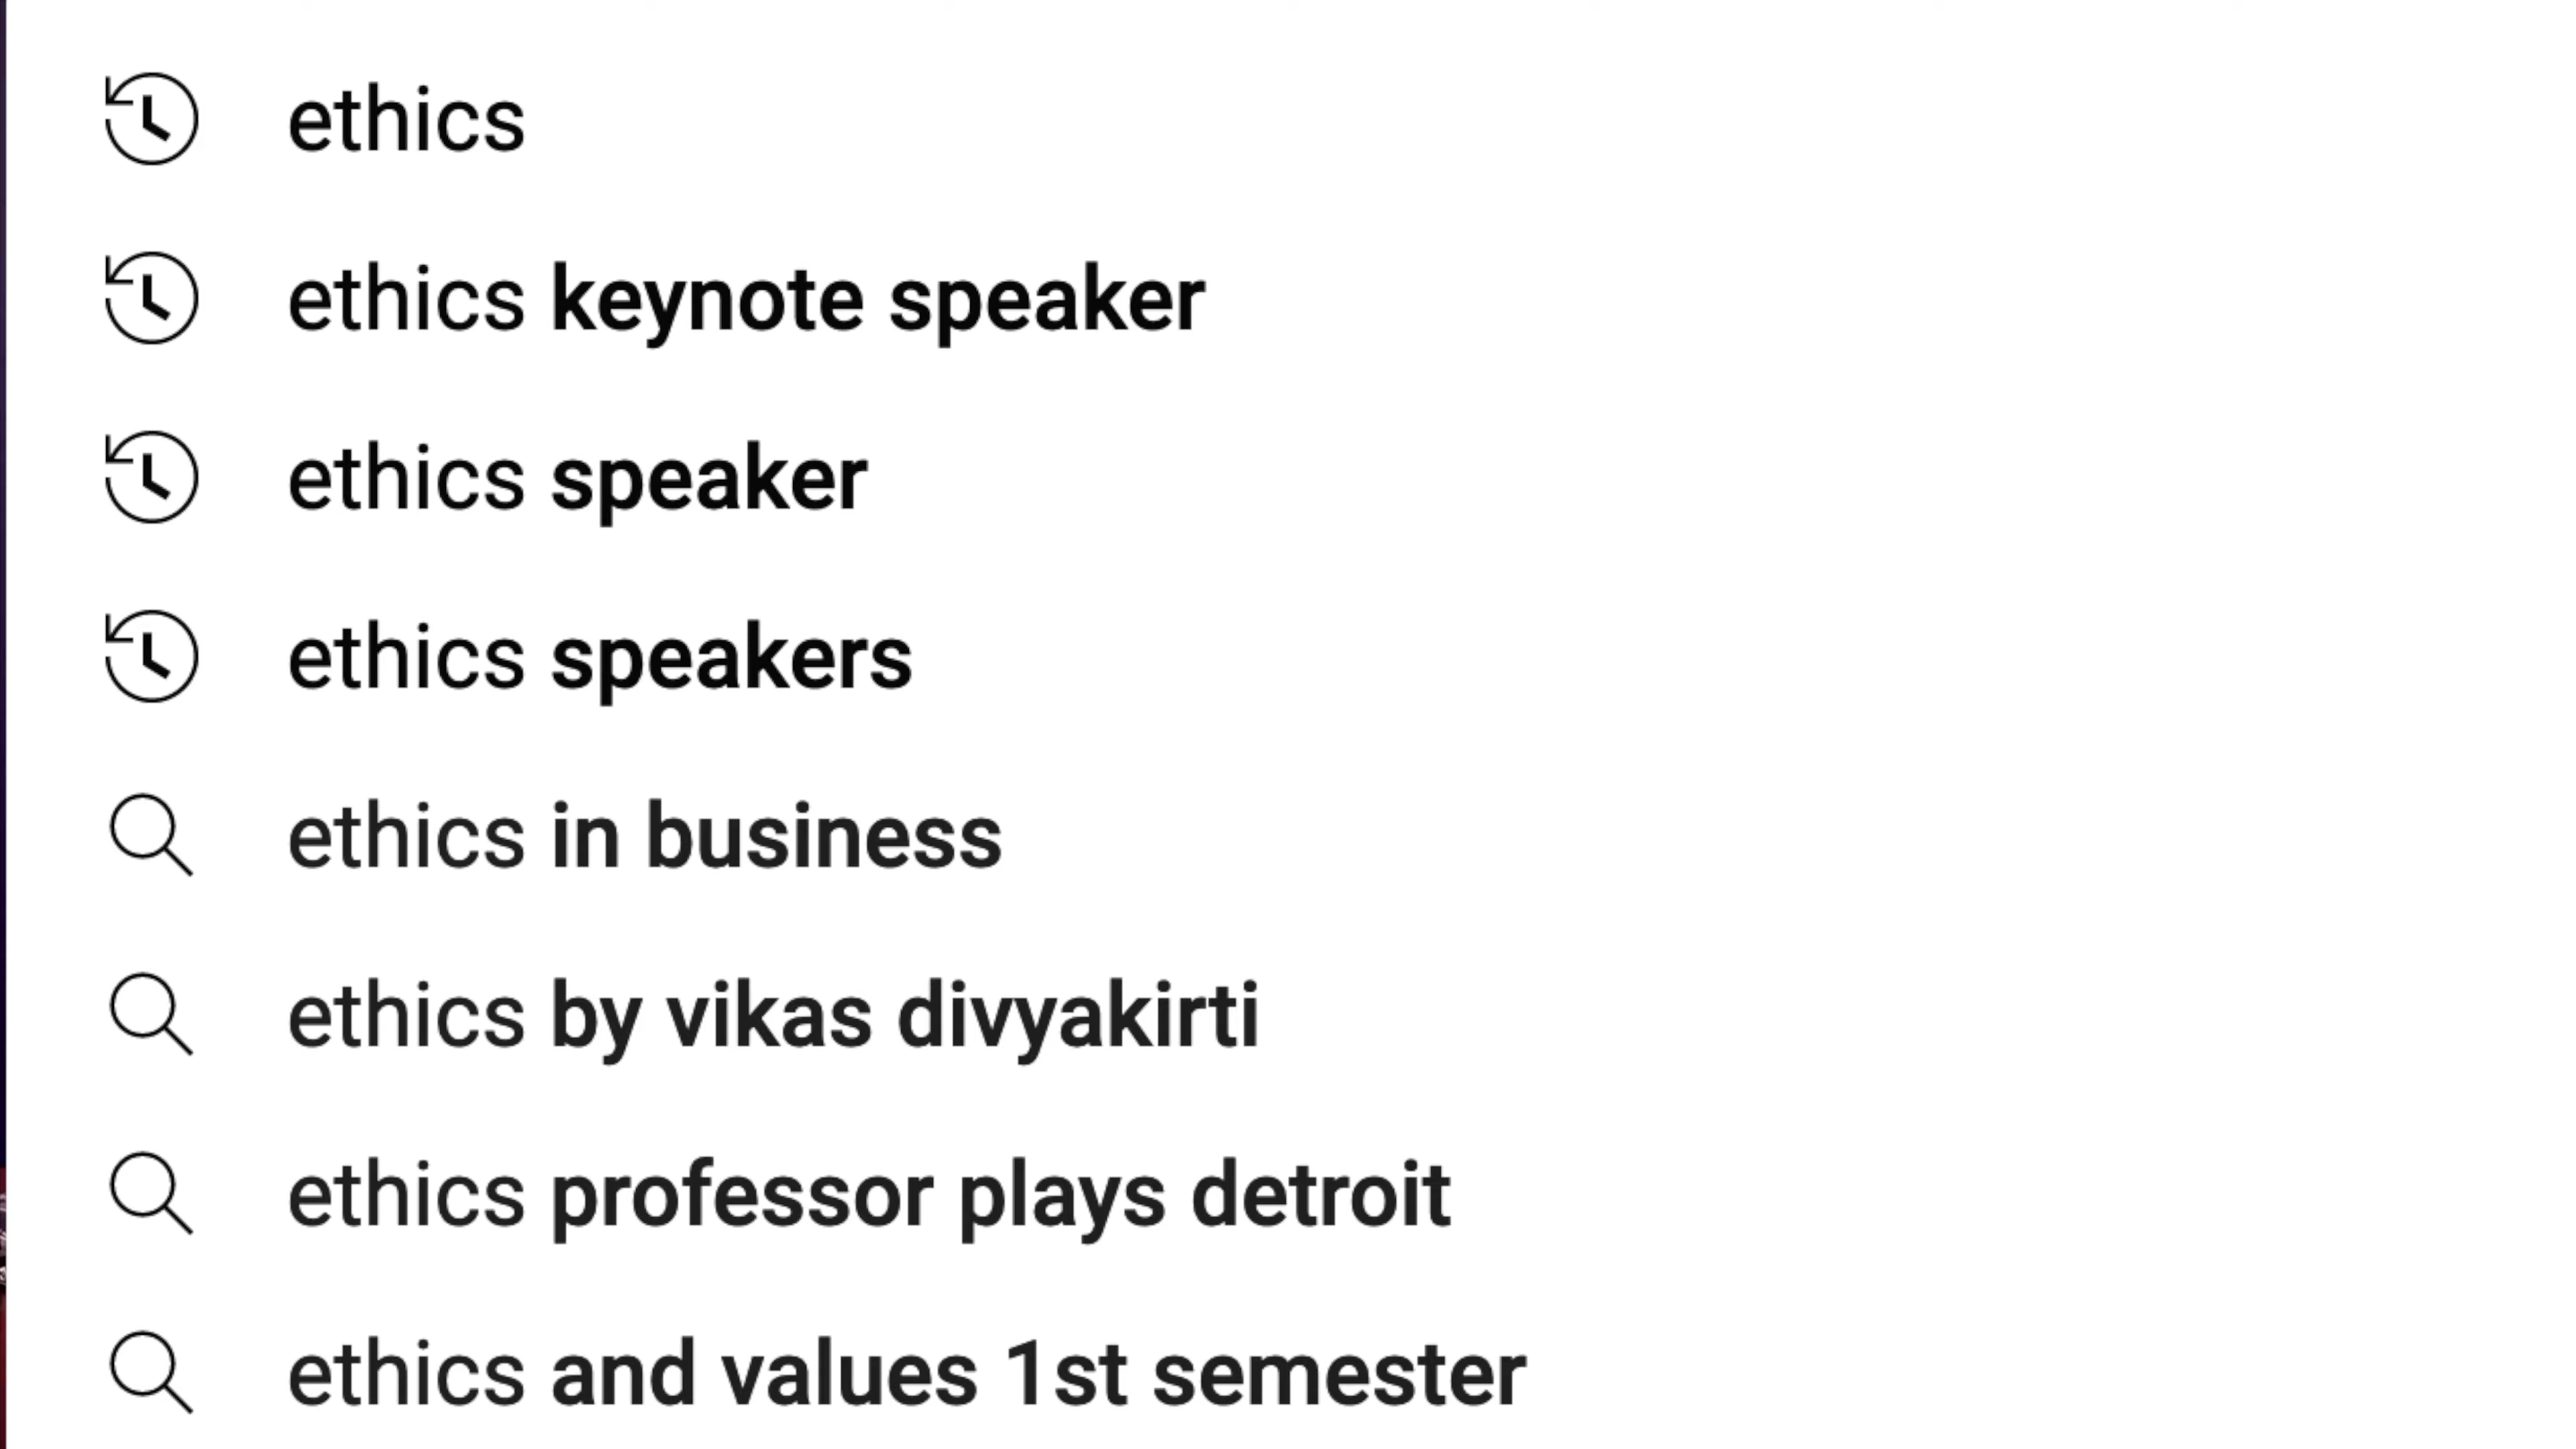 ethics
ethics keynote speaker
ethics speaker
ethics speakers
ethics in business
ethics by vikas divyakirti
ethics professor plays detroit
ethics and values 1st semester